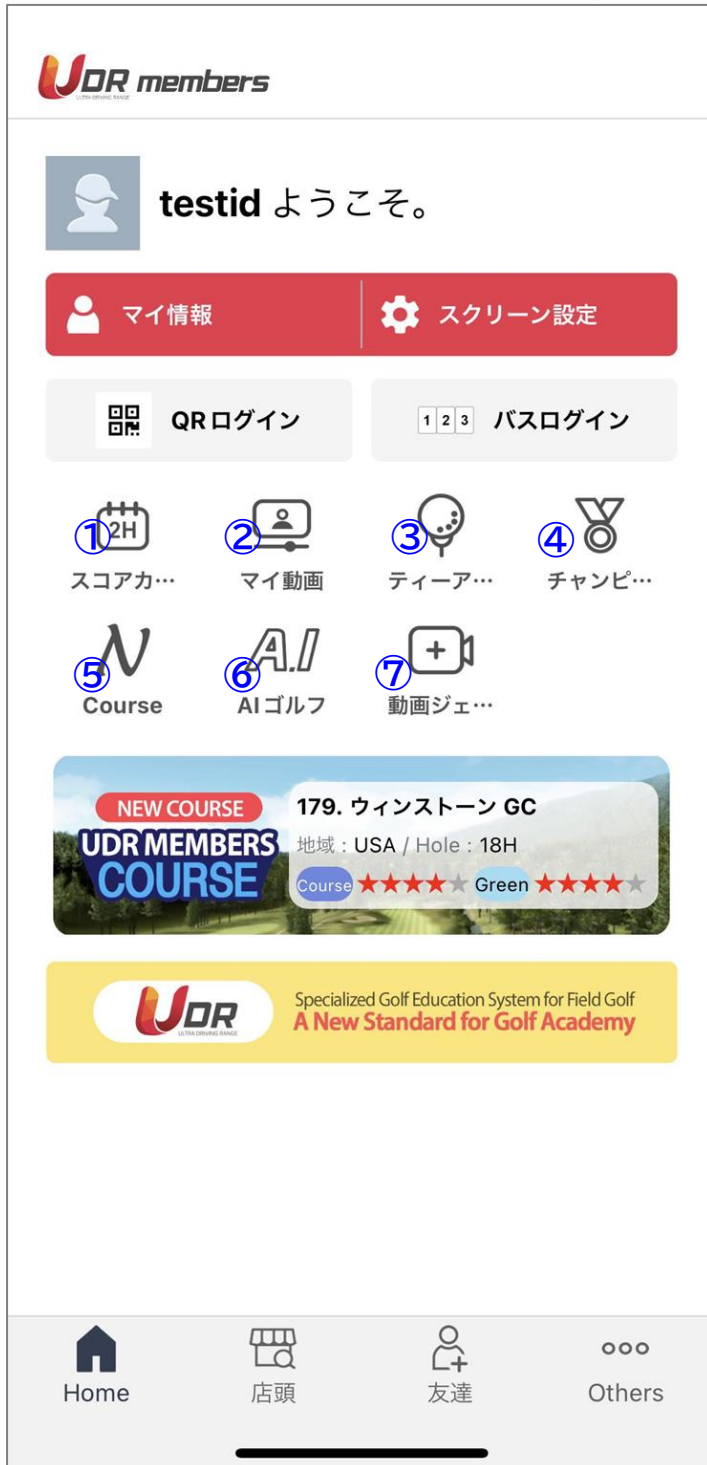 UDR members
ULTRA DRIVING RANGE
testid ようこそ。
マイ情報
スクリーン設定
QRログイン
1 2 3 バスログイン
① 2H
② 
③ 
④ 
スコアカ…
マイ動画
ティーア…
チャンピ…
⑤ N
⑥ A.I
⑦ 
Course
AIゴルフ
動画ジェ…
NEW COURSE
UDR MEMBERS
COURSE
179. ウィンストーン GC
地域 : USA / Hole : 18H
Course ★★★★★ Green ★★★★★
UDR
ULTRA DRIVING RANGE
Specialized Golf Education System for Field Golf
A New Standard for Golf Academy
Home
店頭
友達
Others